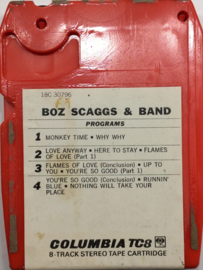 18C 30796
BOZ SCAGGS & BAND
PROGRAMS
1 MONKEY TIME • WHY WHY
2 LOVE ANYWAY • HERE TO STAY • FLAMES
OF LOVE (Part 1)
3 FLAMES OF LOVE (Conclusion) • UP TO
YOU • YOU'RE SO GOOD (Part 1)
4 YOU'RE SO GOOD (Conclusion) • RUNNIN'
BLUE • NOTHING WILL TAKE YOUR
PLACE
COLUMBIA TC8
8-TRACK STEREO TAPE CARTRIDGE